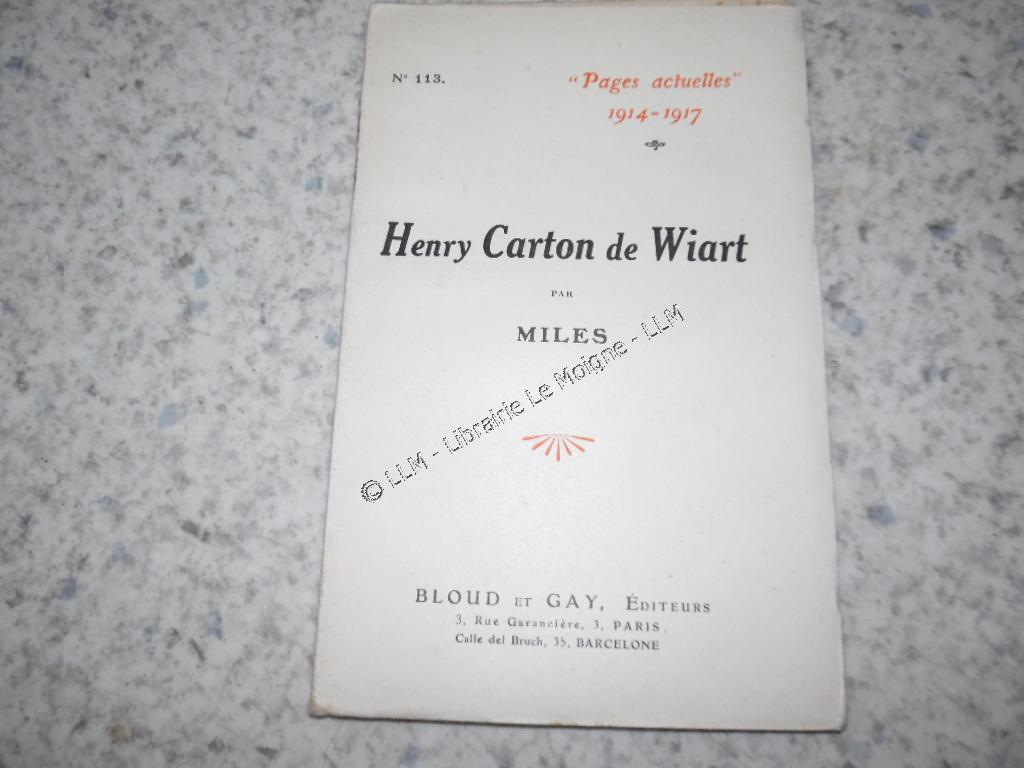 N° 113.
"Pages actuelles"
1914-1917
Henry Carton de Wiart
PAR
MILES
© LLM - Librairie Le Moigne - LLM
BLOUD ET GAY, ÉDITEURS
3, Rue Garancière, 3, PARIS
Calle del Bruch, 35, BARCELONE